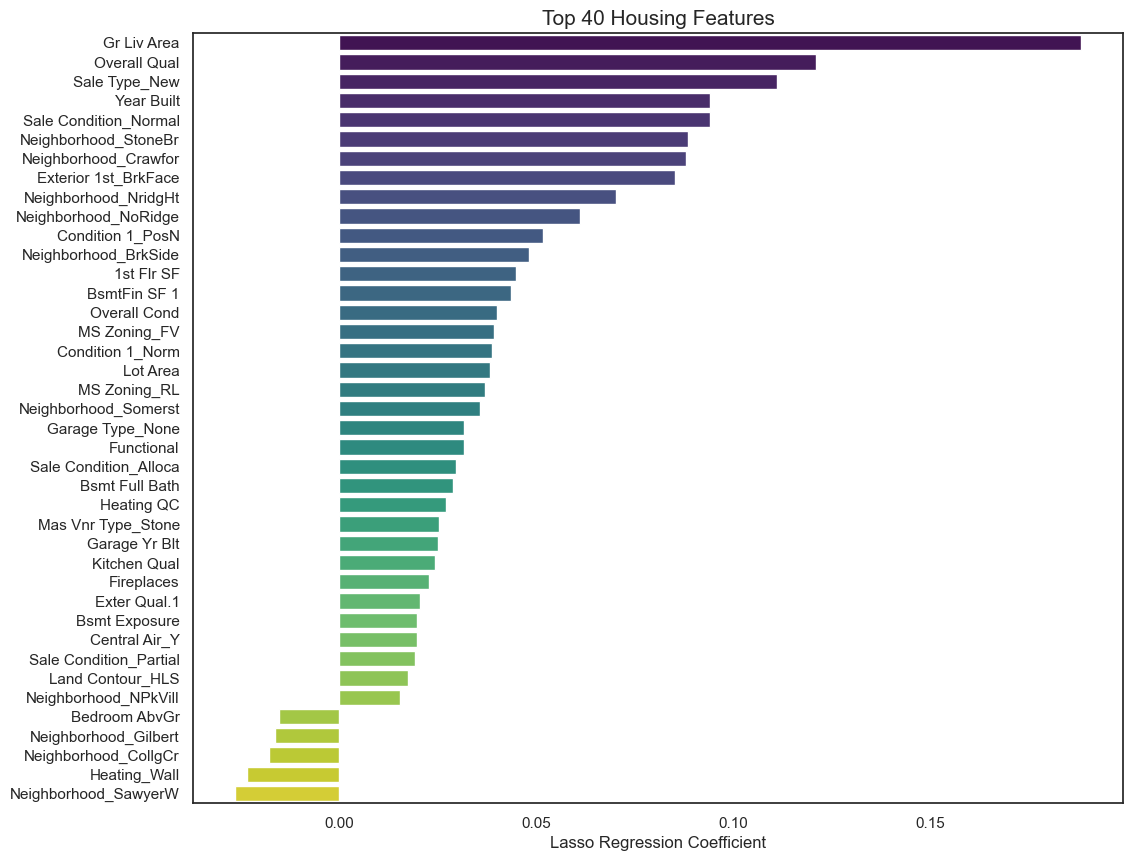 Top 40 Housing Features
Gr Liv Area
Overall Qual
Sale Type_New
Year Built
Sale Condition_Normal
Neighborhood_StoneBr
Neighborhood_Crawfor
Exterior 1st_BrkFace
Neighborhood_NridgHt
Neighborhood_NoRidge
Condition 1_PosN
Neighborhood_BrkSide
1st Flr SF
BsmtFin SF 1
Overall Cond
MS Zoning_FV
Condition 1_Norm
Lot Area
MS Zoning_RL
Neighborhood_Somerst
Garage Type_None
Functional
Sale Condition_Alloca
Bsmt Full Bath
Heating QC
Mas Vnr Type_Stone
Garage Yr Blt
Kitchen Qual
Fireplaces
Exter Qual.1
Bsmt Exposure
Central Air_Y
Sale Condition_Partial
Land Contour_HLS
Neighborhood_NPkVill
Bedroom AbvGr
Neighborhood_Gilbert
Neighborhood_CollgCr
Heating_Wall
Neighborhood_SawyerW
0.00 0.05 0.10 0.15
Lasso Regression Coefficient